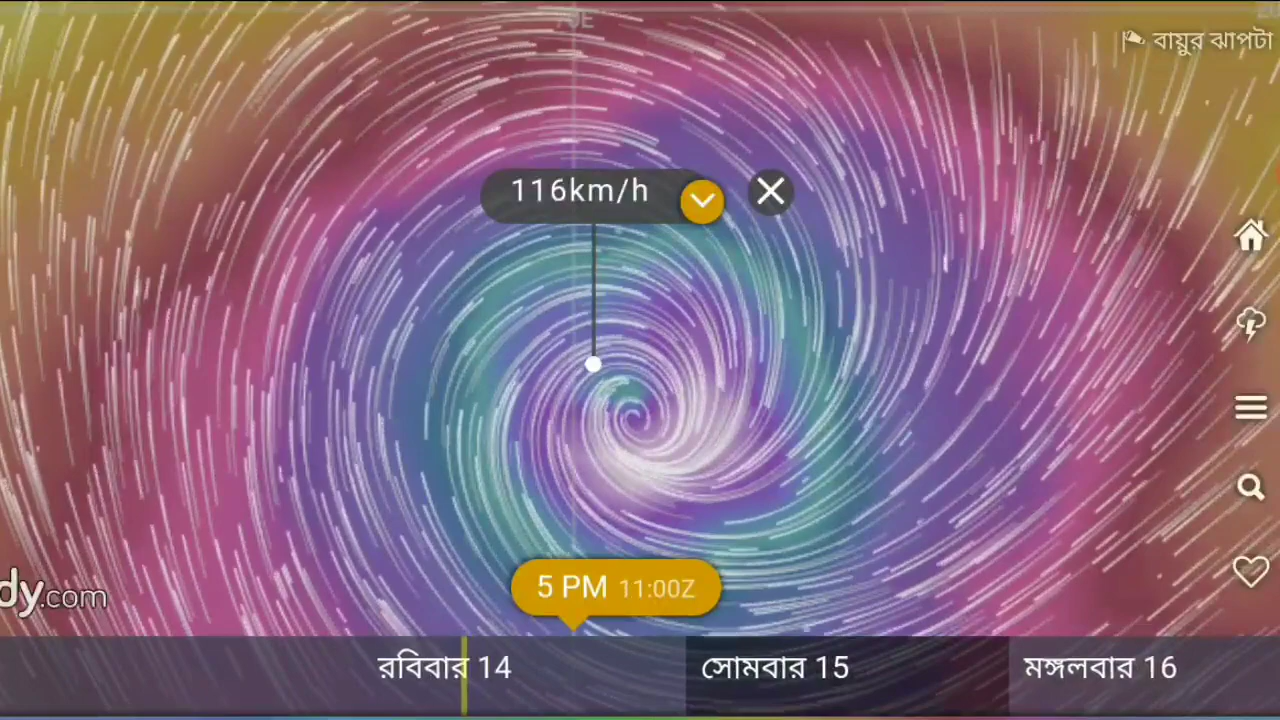 বায়ুর ঝাপটা
116km/h
dy.com
5 PM 11:00Z
রবিবার 14 সোমবার 15 মঙ্গলবার 16